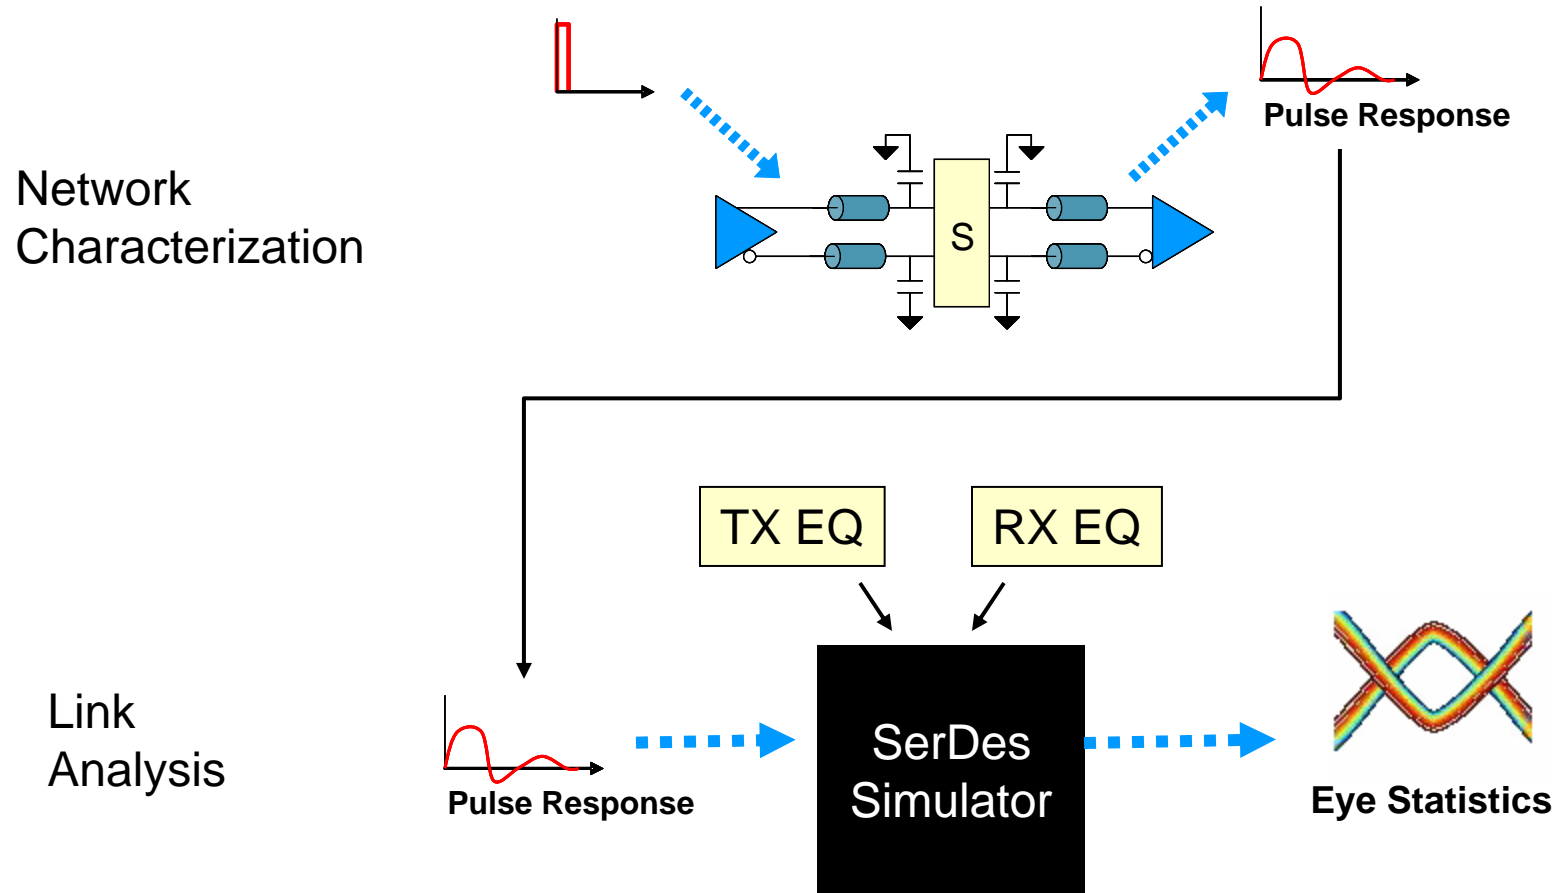 Pulse Response
Network
Characterization
S
TX EQ
RX EQ
Link
Analysis
SerDes
Simulator
Pulse Response
Eye Statistics